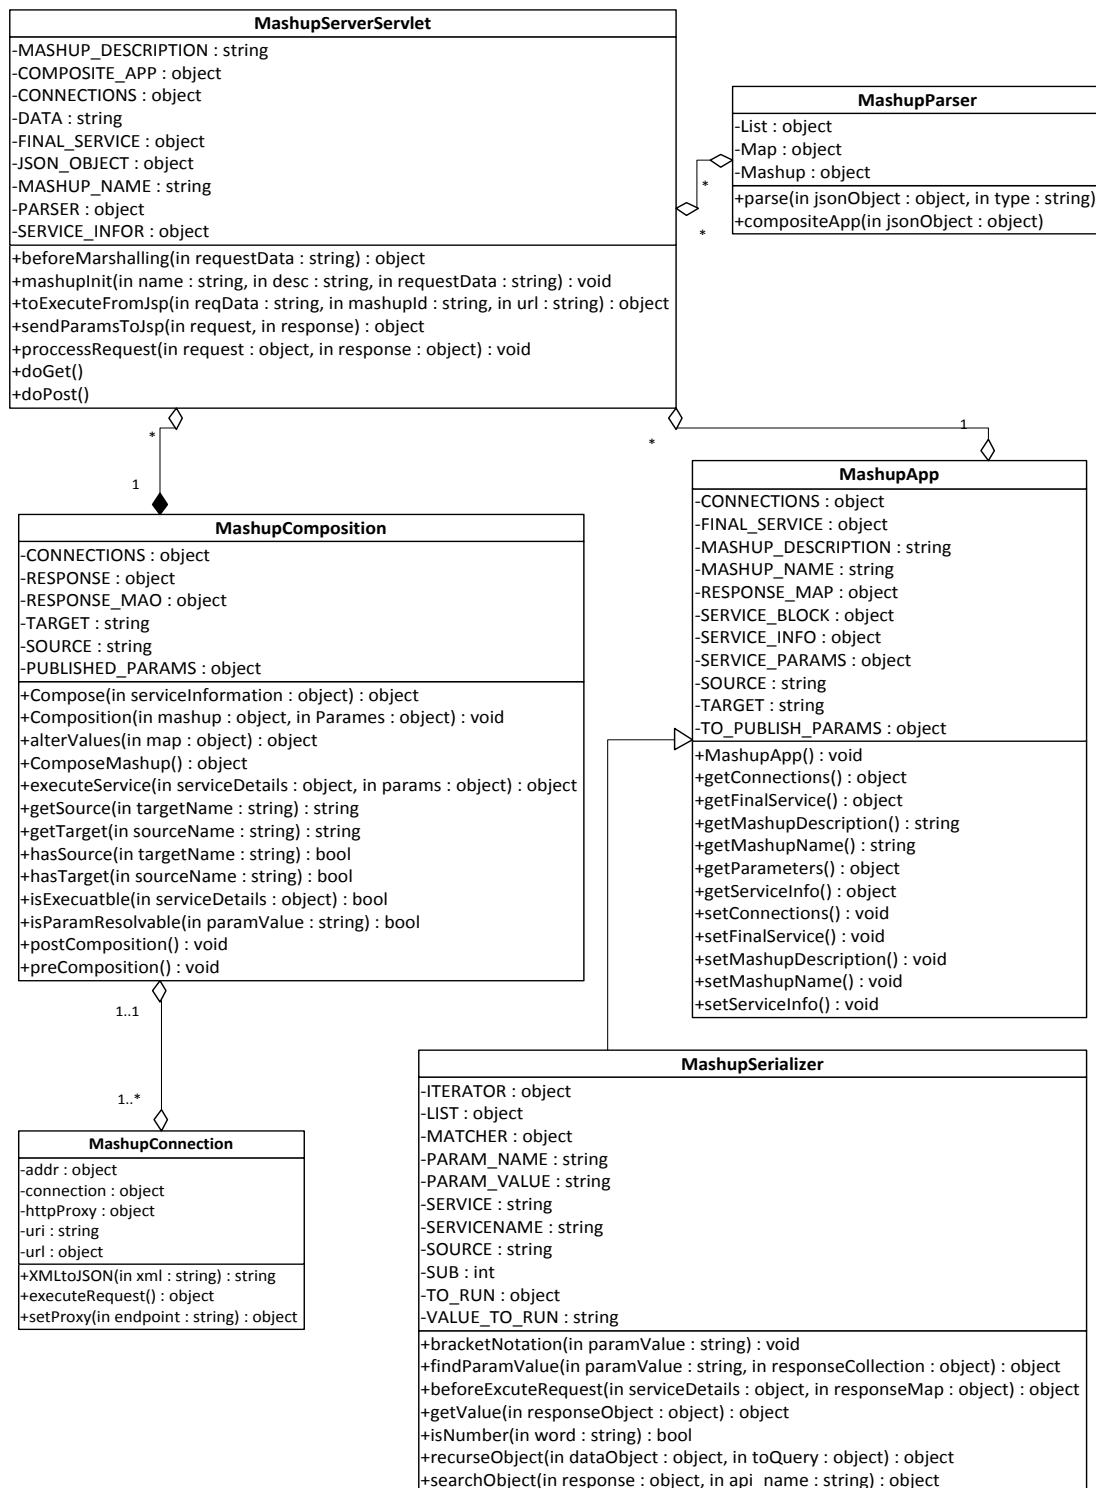 MashupServerServlet
-MASHUP_DESCRIPTION : string
-COMPOSITE_APP : object
-CONNECTIONS : object
-DATA : string
-FINAL_SERVICE : object
-JSON_OBJECT : object
-MASHUP_NAME : string
-PARSER : object
-SERVICE_INFOR : object
+beforeMarshalling(in requestData : string) : object
+mashupInit(in name : string, in desc : string, in requestData : string) : void
+toExecuteFromJsp(in reqData : string, in mashupId : string, in url : string) : object
+sendParamsToJsp(in request, in response) : object
+proccessRequest(in request : object, in response : object) : void
+doGet()
+doPost()
MashupParser
-List : object
-Map : object
-Mashup : object
+parse(in jsonObject : object, in type : string)
+compositeApp(in jsonObject : object)
*
*
*
1
*
1
MashupComposition
-CONNECTIONS : object
-RESPONSE : object
-RESPONSE_MAO : object
-TARGET : string
-SOURCE : string
-PUBLISHED_PARAMS : object
+Compose(in serviceInformation : object) : object
+Composition(in mashup : object, in Parames : object) : void
+alterValues(in map : object) : object
+ComposeMashup() : object
+executeService(in serviceDetails : object, in params : object) : object
+getSource(in targetName : string) : string
+getTarget(in sourceName : string) : string
+hasSource(in targetName : string) : bool
+hasTarget(in sourceName : string) : bool
+isExecuatble(in serviceDetails : object) : bool
+isParamResolvable(in paramValue : string) : bool
+postComposition() : void
+preComposition() : void
MashupApp
-CONNECTIONS : object
-FINAL_SERVICE : object
-MASHUP_DESCRIPTION : string
-MASHUP_NAME : string
-RESPONSE_MAP : object
-SERVICE_BLOCK : object
-SERVICE_INFO : object
-SERVICE_PARAMS : object
-SOURCE : string
-TARGET : string
-TO_PUBLISH_PARAMS : object
+MashupApp() : void
+getConnections() : object
+getFinalService() : object
+getMashupDescription() : string
+getMashupName() : string
+getParameters() : object
+getServiceInfo() : object
+setConnections() : void
+setFinalService() : void
+setMashupDescription() : void
+setMashupName() : void
+setServiceInfo() : void
1..1
1..*
MashupConnection
-addr : object
-connection : object
-httpProxy : object
-uri : string
-url : object
+XMLtoJSON(in xml : string) : string
+executeRequest() : object
+setProxy(in endpoint : string) : object
MashupSerializer
-ITERATOR : object
-LIST : object
-MATCHER : object
-PARAM_NAME : string
-PARAM_VALUE : string
-SERVICE : string
-SERVICENAME : string
-SOURCE : string
-SUB : int
-TO_RUN : object
-VALUE_TO_RUN : string
+bracketNotation(in paramValue : string) : void
+findParamValue(in paramValue : string, in responseCollection : object) : object
+beforeExcuteRequest(in serviceDetails : object, in responseMap : object) : object
+getValue(in responseObject : object) : object
+isNumber(in word : string) : bool
+recurseObject(in dataObject : object, in toQuery : object) : object
+searchObject(in response : object, in api_name : string) : object